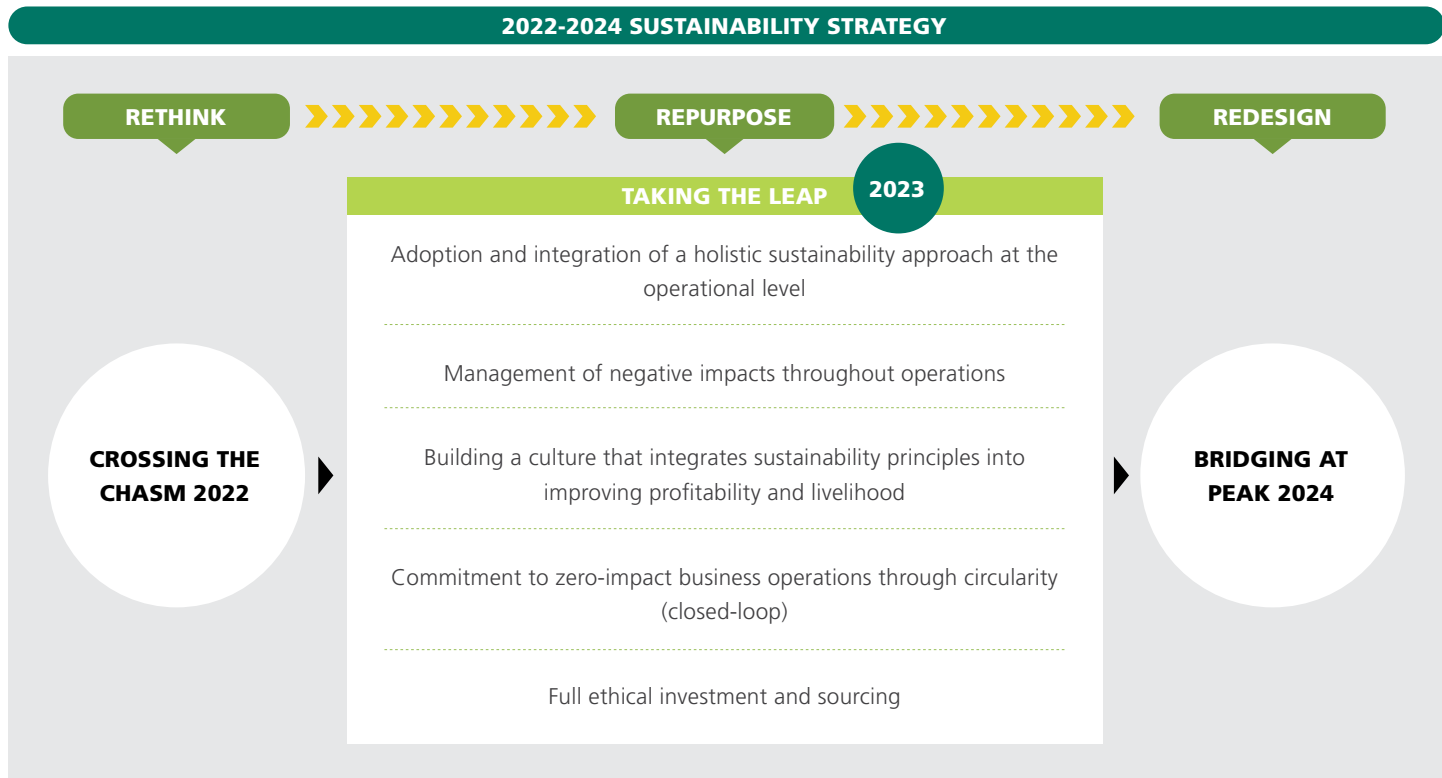 2022-2024 SUSTAINABILITY STRATEGY
RETHINK
REPURPOSE
REDESIGN
TAKING THE LEAP
2023
Adoption and integration of a holistic sustainability approach at the
operational level
Management of negative impacts throughout operations
Building a culture that integrates sustainability principles into
improving profitability and livelihood
Commitment to zero-impact business operations through circularity
(closed-loop)
Full ethical investment and sourcing
CROSSING THE
CHASM 2022
BRIDGING AT
PEAK 2024